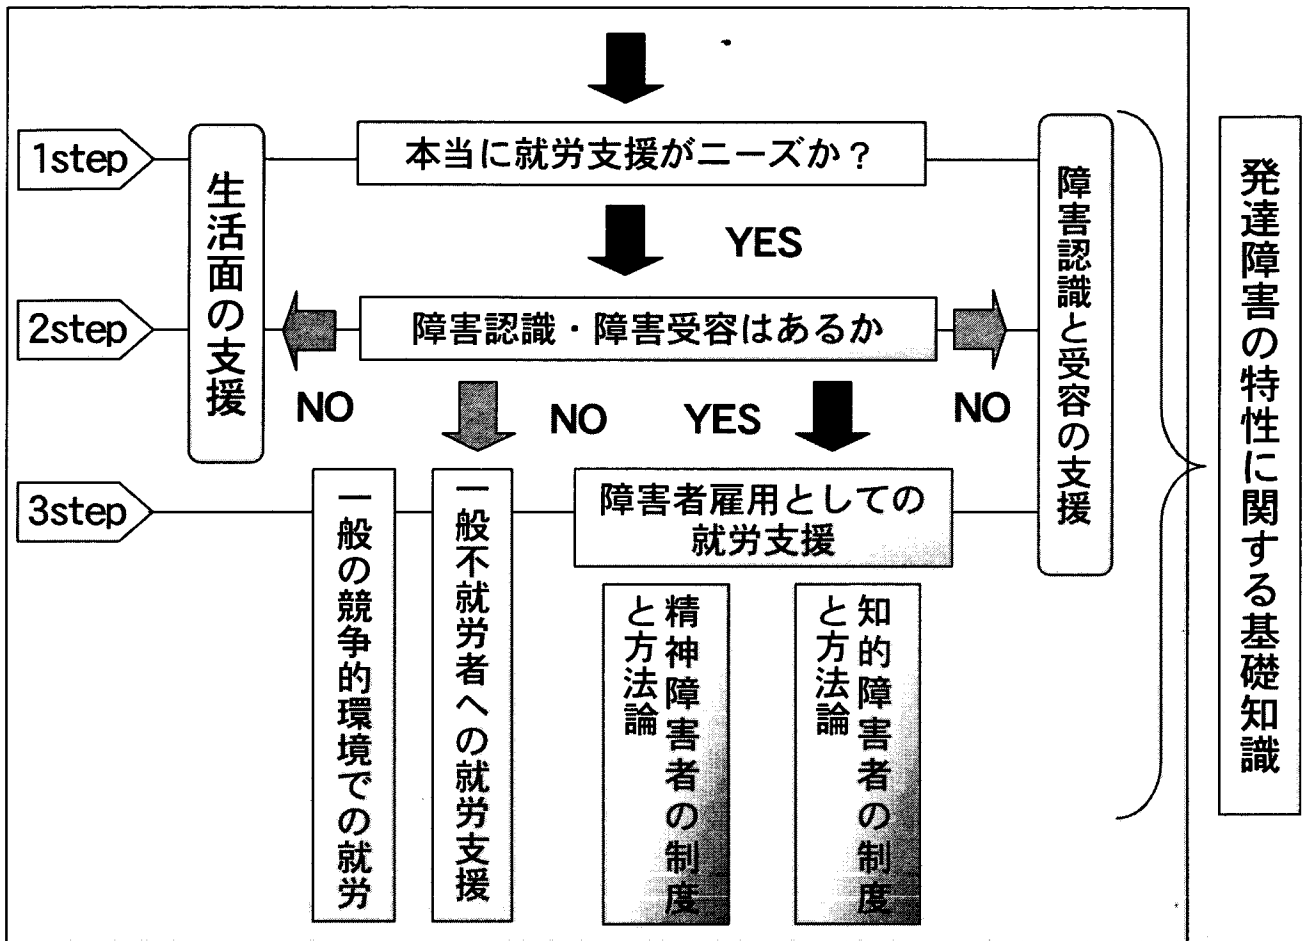 1step
生活面の支援
本当に就労支援がニーズか？
障害認識と受容の支援
発達障害の特性に関する基礎知識
YES
2step
障害認識・障害受容はあるか
NO
NO
YES
NO
3step
一般の競争的環境での就労
一般不就労者への就労支援
障害者雇用としての
就労支援
精神障害者の制度
と方法論
知的障害者の制度
と方法論